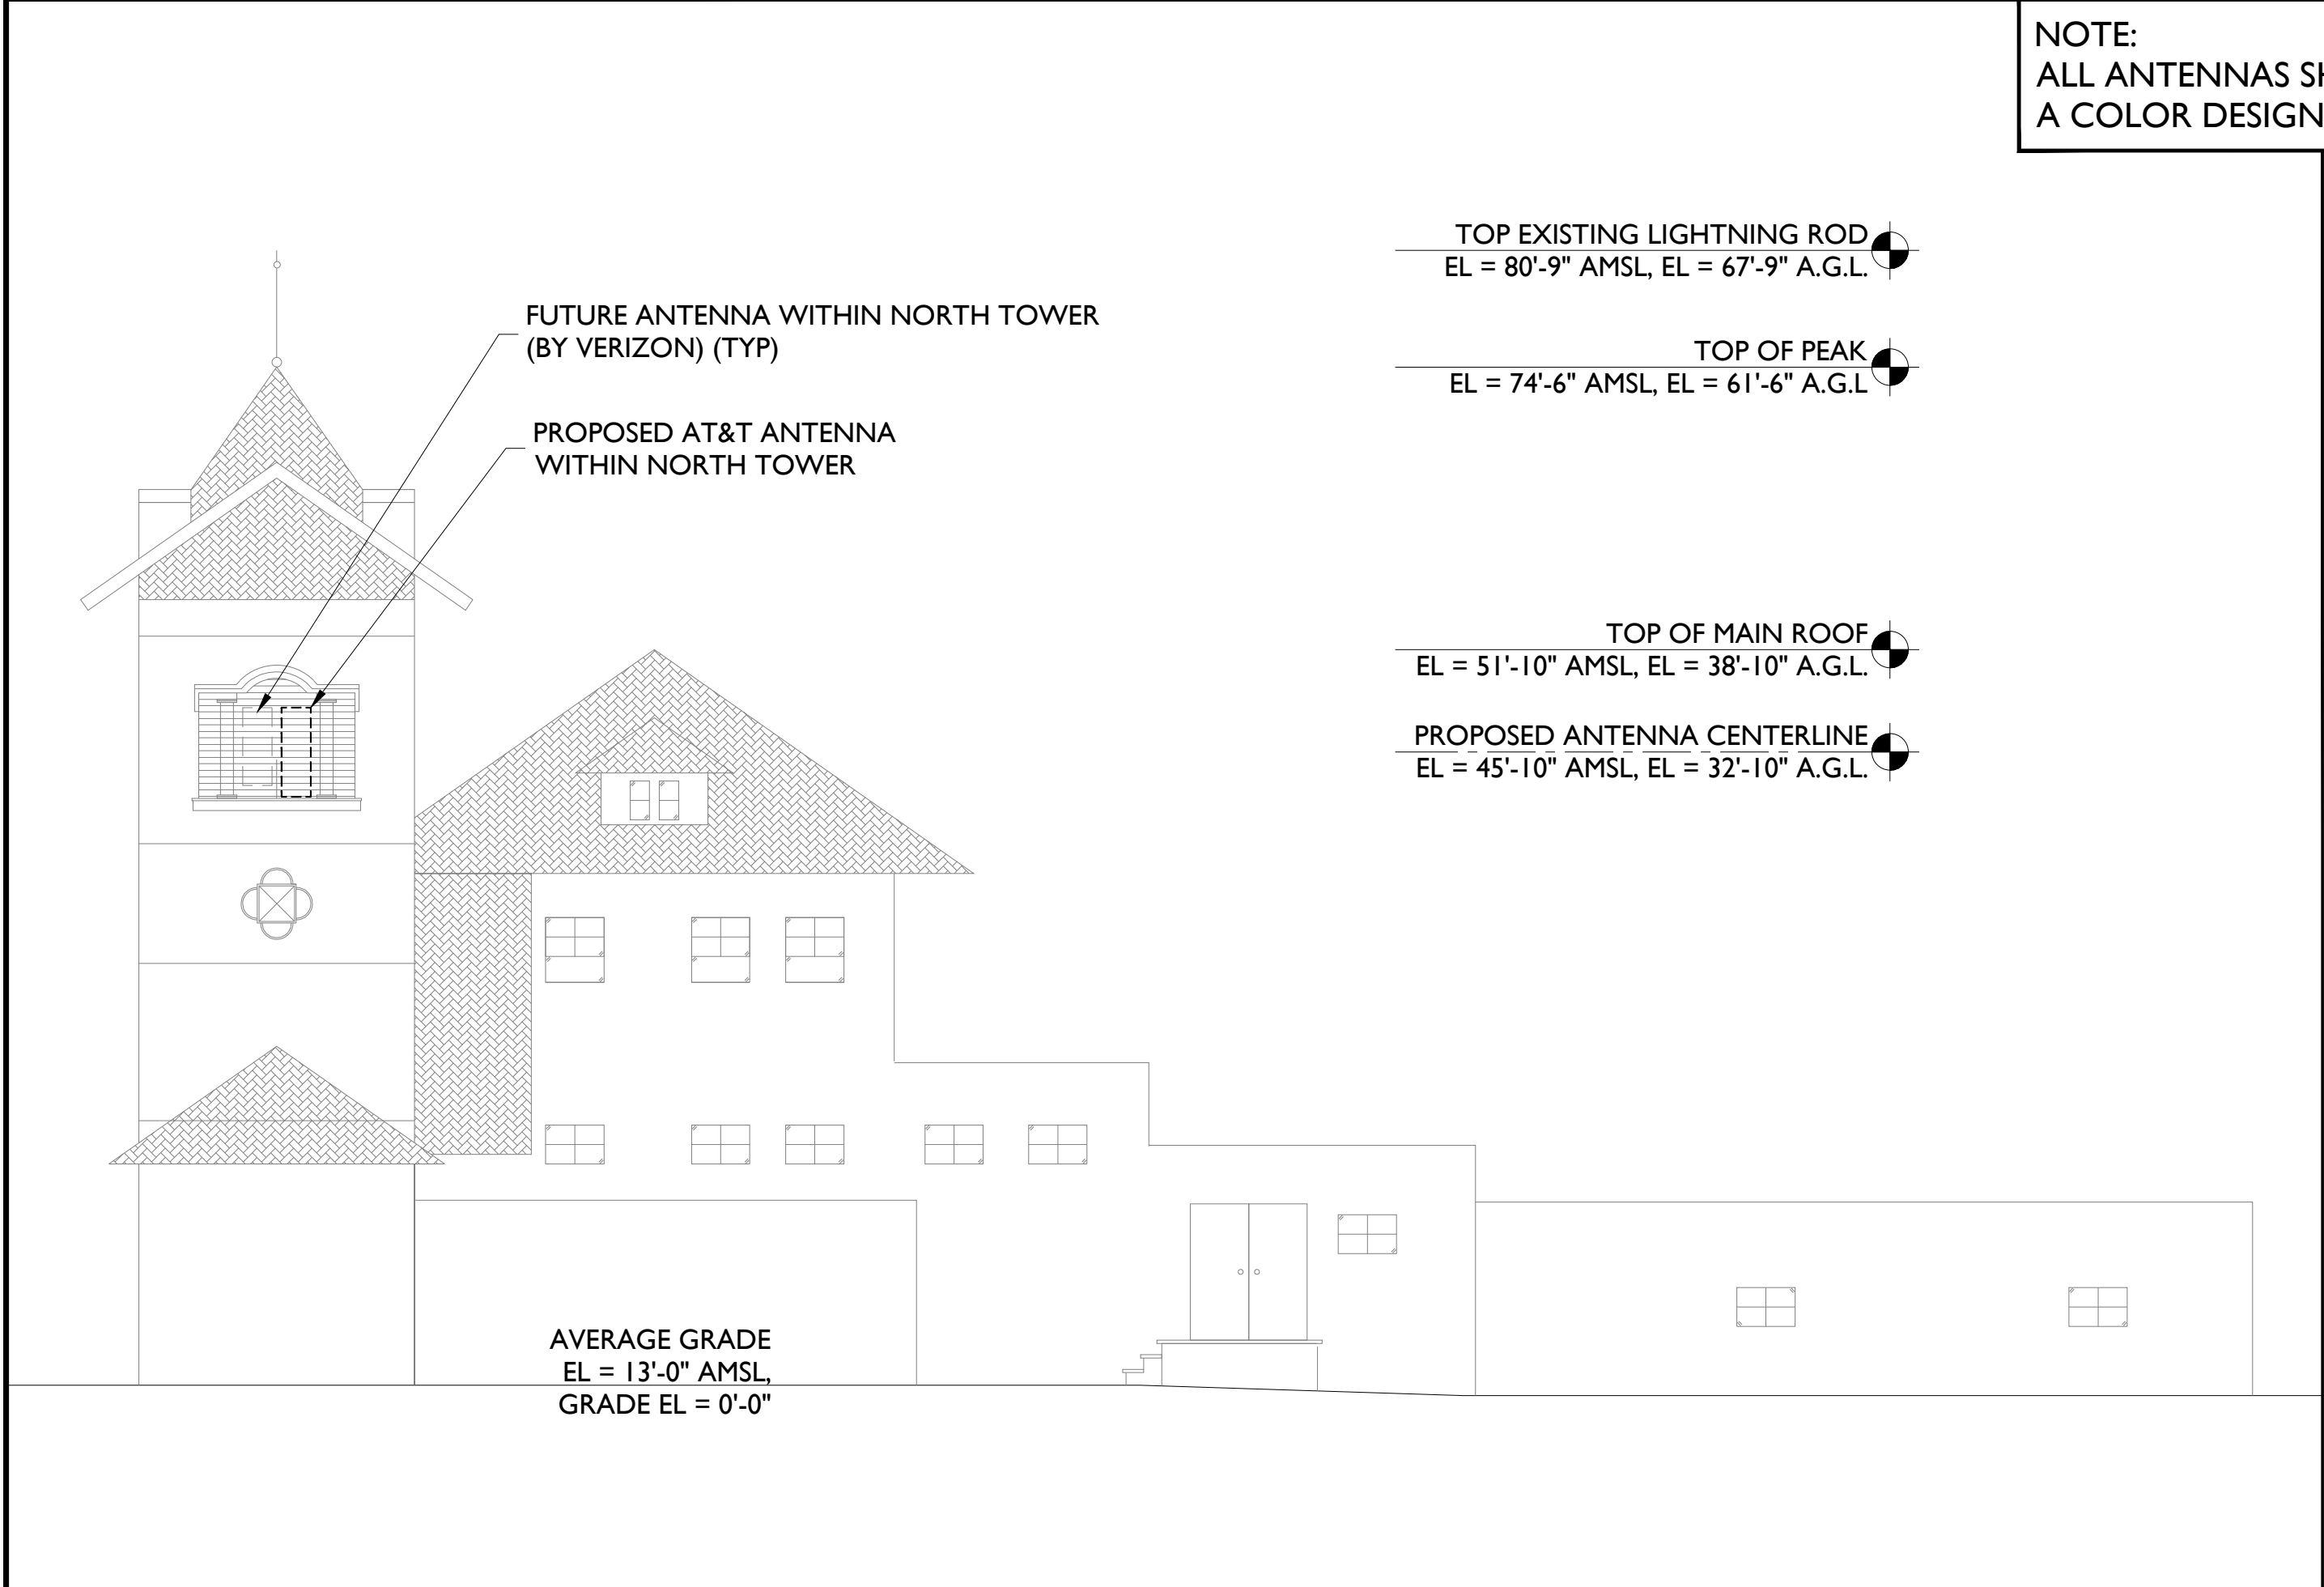 NOTE:
ALL ANTENNAS
A COLOR DESIGN
TOP EXISTING LIGHTNING ROD
EL = 80'-9" AMSL, EL = 67'-9" A.G.L.
FUTURE ANTENNA WITHIN NORTH TOWER
(BY VERIZON) (TYP)
TOP OF PEAK
EL = 74'-6" AMSL, EL = 61'-6" A.G.L
PROPOSED AT&T ANTENNA
WITHIN NORTH TOWER
TOP OF MAIN ROOF
EL = 51'-10" AMSL, EL = 38'-10" A.G.L.
PROPOSED ANTENNA CENTERLINE
EL = 45'-10" AMSL, EL = 32'-10" A.G.L.
AVERAGE GRADE
EL = 13'-0" AMSL,
GRADE EL = 0'-0"